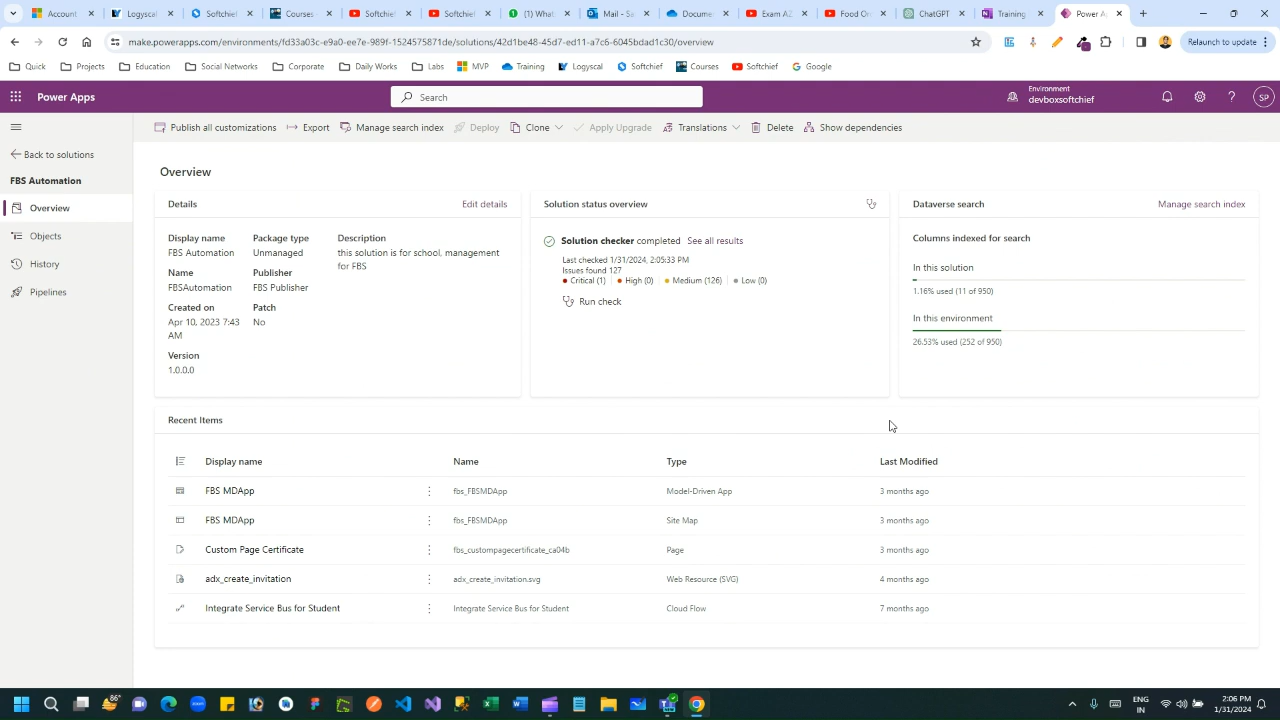 Account
Logyscal
Softchief
Courses
Softchief
Softchief
(1) What
Mail - Se
Docume
Exam AZ
Food O
ChatGPT
Training
Power A
make.powerapps.com/environments/
/solutions/42d1be48-45d7-ed11-a7c6-6045bdad1c30/overview
Relaunch to update
Quick Projects Education Social Networks Corporate Daily Works Labs MVP Training Logyscal Softchief Courses Softchief Google
Power Apps
Search
Environment
devboxsoftchief
SP
Publish all customizations Export Manage search index Deploy Clone Apply Upgrade Translations Delete Show dependencies
Back to solutions
FBS Automation
Overview
Objects
History
Pipelines
Overview
Details Edit details
Display name Package type Description
FBS Automation Unmanaged this solution is for school, management
for FBS
Name Publisher
FBSAutomation FBS Publisher
Created on Patch
Apr 10, 2023 7:43 No
AM
Version
1.0.0.0
Solution status overview
Solution checker completed See all results
Last checked 1/31/2024, 2:05:33 PM
Issues found 127
Critical (1) High (0) Medium (126) Low (0)
Run check
Dataverse search Manage search index
Columns indexed for search
In this solution
1.16% used (11 of 950)
In this environment
26.53% used (252 of 950)
Recent Items
Display name Name Type Last Modified
FBS MDApp fbs_FBSMDApp Model-Driven App 3 months ago
FBS MDApp fbs_FBSMDApp Site Map 3 months ago
Custom Page Certificate fbs_custompagecertificate_ca04b Page 3 months ago
adx_create_invitation adx_create_invitation.svg Web Resource (SVG) 4 months ago
Integrate Service Bus for Student Integrate Service Bus for Student Cloud Flow 7 months ago
86°
ENG
IN
2:06 PM
1/31/2024